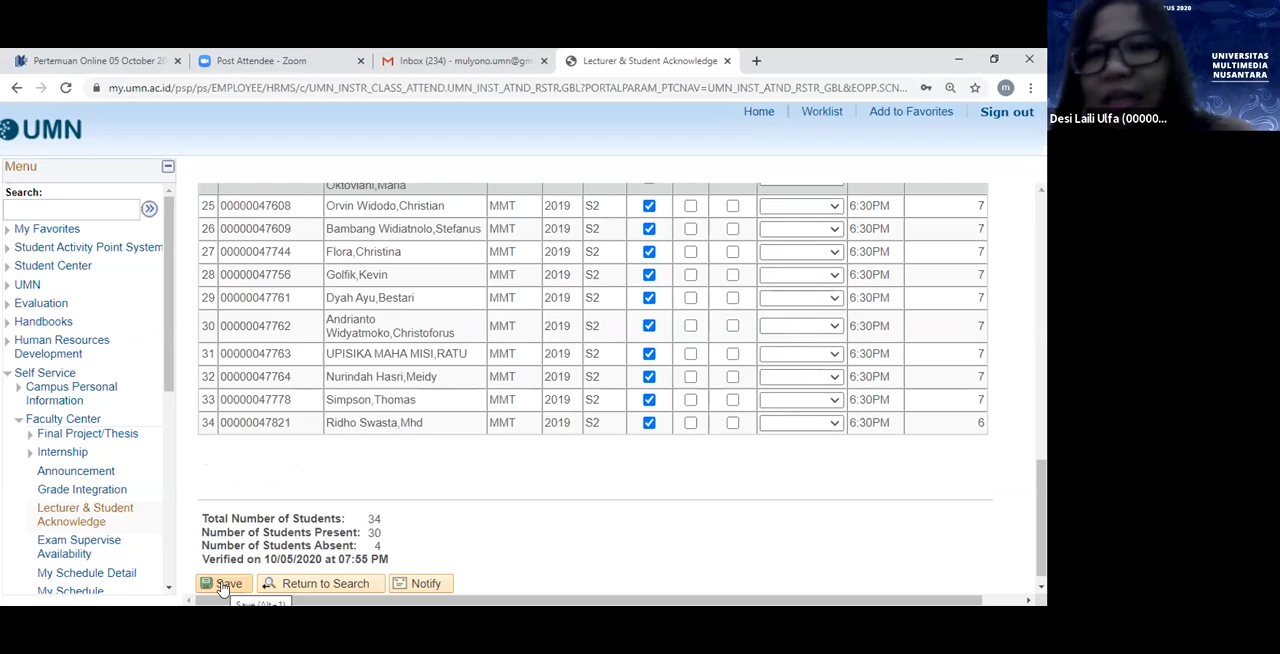 Pertemuan Online 05 October 20
Post Attendee - Zoom
Inbox (234) - mulyono.umn@gm
Lecturer & Student Acknowledge
my.umn.ac.id/psp/ps/EMPLOYEE/HRMS/c/UMN_INSTR_CLASS_ATTEND.UMN_INST_ATND_RSTR.GBL?PORTALPARAM_PTCNAV=UMN_INST_ATND_RSTR_GBL&EOPP.SCN...
m
UMN
Home
Worklist
Add to Favorites
Sign out
Menu
Search:
My Favorites
Student Activity Point System
Student Center
UMN
Evaluation
Handbooks
Human Resources
Development
Self Service
Campus Personal
Information
Faculty Center
Final Project/Thesis
Internship
Announcement
Grade Integration
Lecturer & Student
Acknowledge
Exam Supervise
Availability
My Schedule Detail
My Schedule
Oktoviani,Maria
25 00000047608 Orvin Widodo,Christian MMT 2019 S2 6:30PM 7
26 00000047609 Bambang Widiatnolo,Stefanus MMT 2019 S2 6:30PM 7
27 00000047744 Flora,Christina MMT 2019 S2 6:30PM 7
28 00000047756 Golfik,Kevin MMT 2019 S2 6:30PM 7
29 00000047761 Dyah Ayu,Bestari MMT 2019 S2 6:30PM 7
30 00000047762 Andrianto
Widyatmoko,Christoforus MMT 2019 S2 6:30PM 7
31 00000047763 UPISIKA MAHA MISI,RATU MMT 2019 S2 6:30PM 7
32 00000047764 Nurindah Hasri,Meidy MMT 2019 S2 6:30PM 7
33 00000047778 Simpson,Thomas MMT 2019 S2 6:30PM 7
34 00000047821 Ridho Swasta,Mhd MMT 2019 S2 6:30PM 6
Total Number of Students: 34
Number of Students Present: 30
Number of Students Absent: 4
Verified on 10/05/2020 at 07:55 PM
Save
Return to Search
Notify
Save (Alt+1)
2020
UNIVERSITAS
MULTIMEDIA
NUSANTARA
Desi Laili Ulfa (00000...